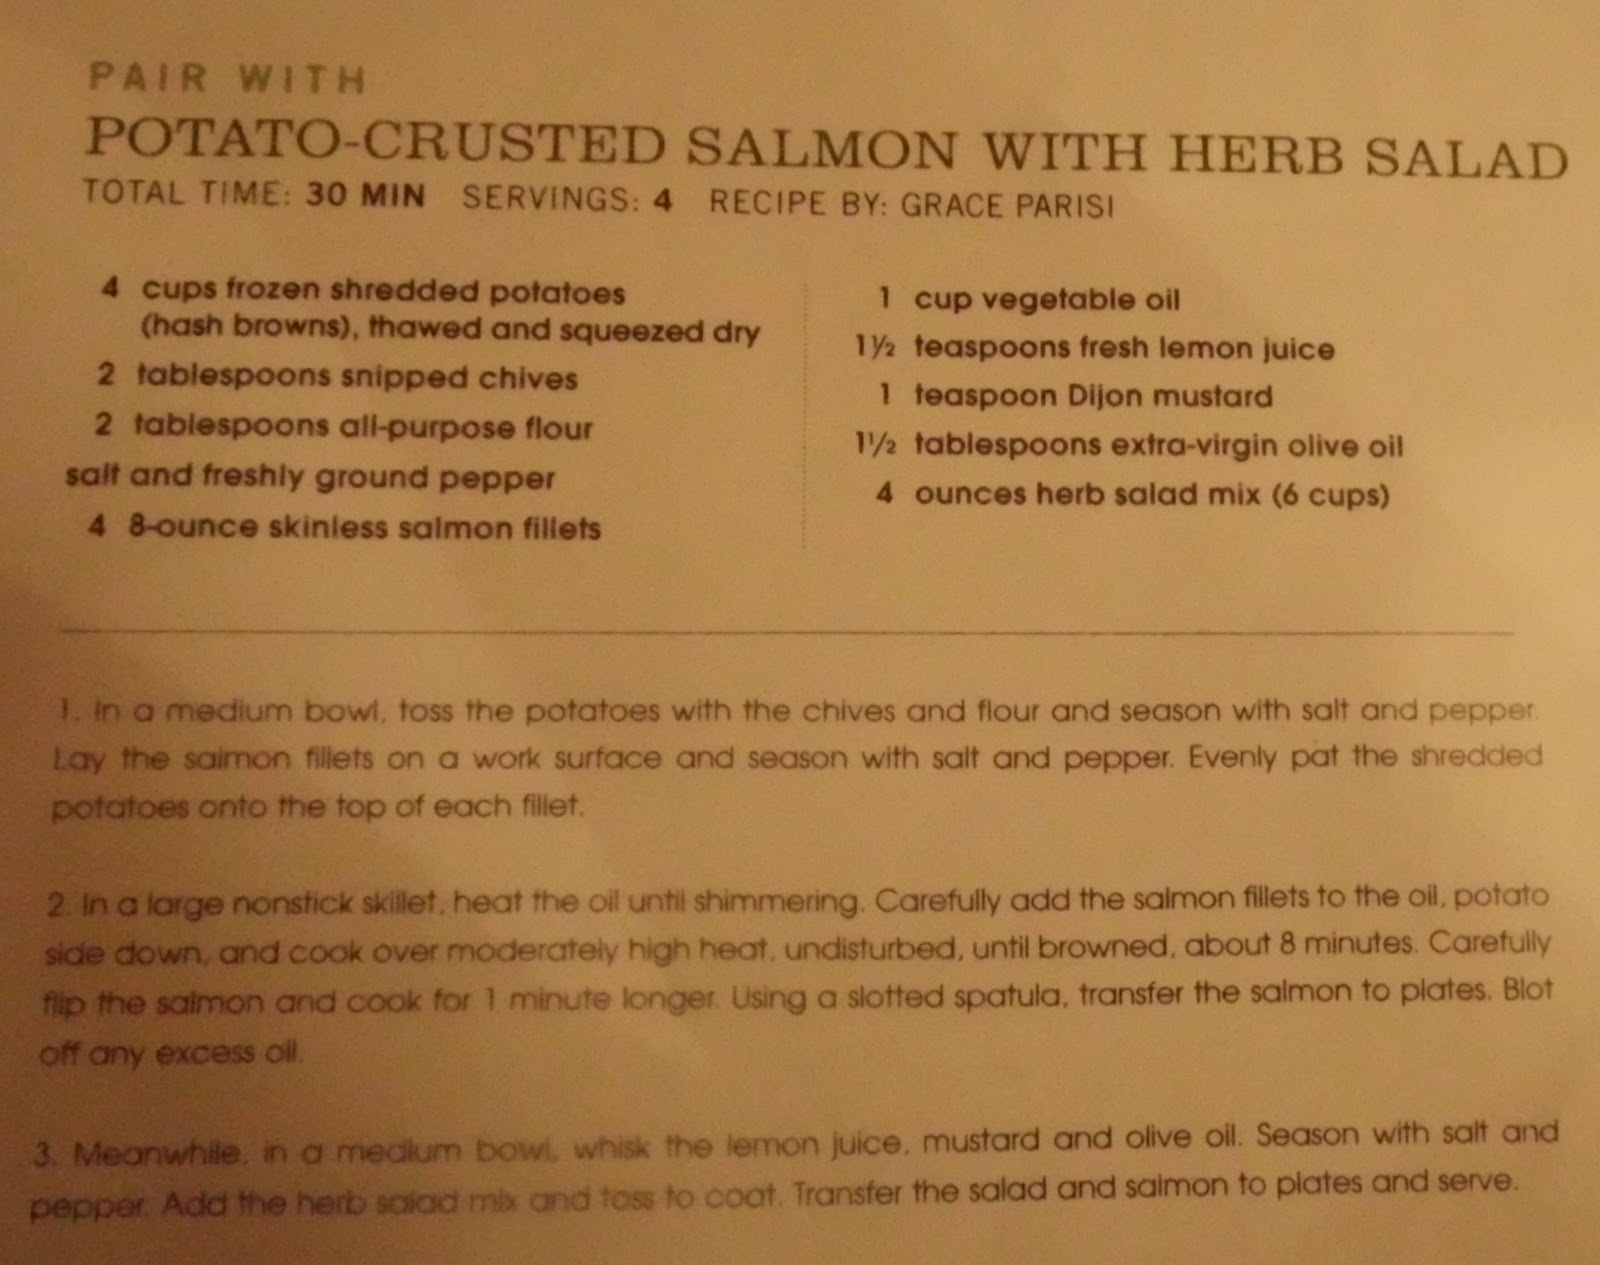 PAIR WITH
POTATO-CRUSTED SALMON WITH HERB SALAD
TOTAL TIME: 30 MIN SERVINGS: 4 RECIPE BY: GRACE PARISI
4 cups frozen shredded potatoes
(hash browns), thawed and squeezed dry
2 tablespoons snipped chives
2 tablespoons all-purpose flour
salt and freshly ground pepper
4 8-ounce skinless salmon fillets
1 cup vegetable oil
1½ teaspoons fresh lemon juice
1 teaspoon Dijon mustard
1½ tablespoons extra-virgin olive oil
4 ounces herb salad mix (6 cups)
1. In a medium bowl, toss the potatoes with the chives and flour and season with salt and pepper.
Lay the salmon fillets on a work surface and season with salt and pepper. Evenly pat the shredded
potatoes onto the top of each fillet.
2. In a large nonstick skillet, heat the oil until shimmering. Carefully add the salmon fillets to the oil, potato
side down, and cook over moderately high heat, undisturbed, until browned, about 8 minutes. Carefully
flip the salmon and cook for 1 minute longer. Using a slotted spatula, transfer the salmon to plates. Blot
off any excess oil.
3. Meanwhile, in a medium bowl, whisk the lemon juice, mustard and olive oil. Season with salt and
pepper. Add the herb salad mix and toss to coat. Transfer the salad and salmon to plates and serve.